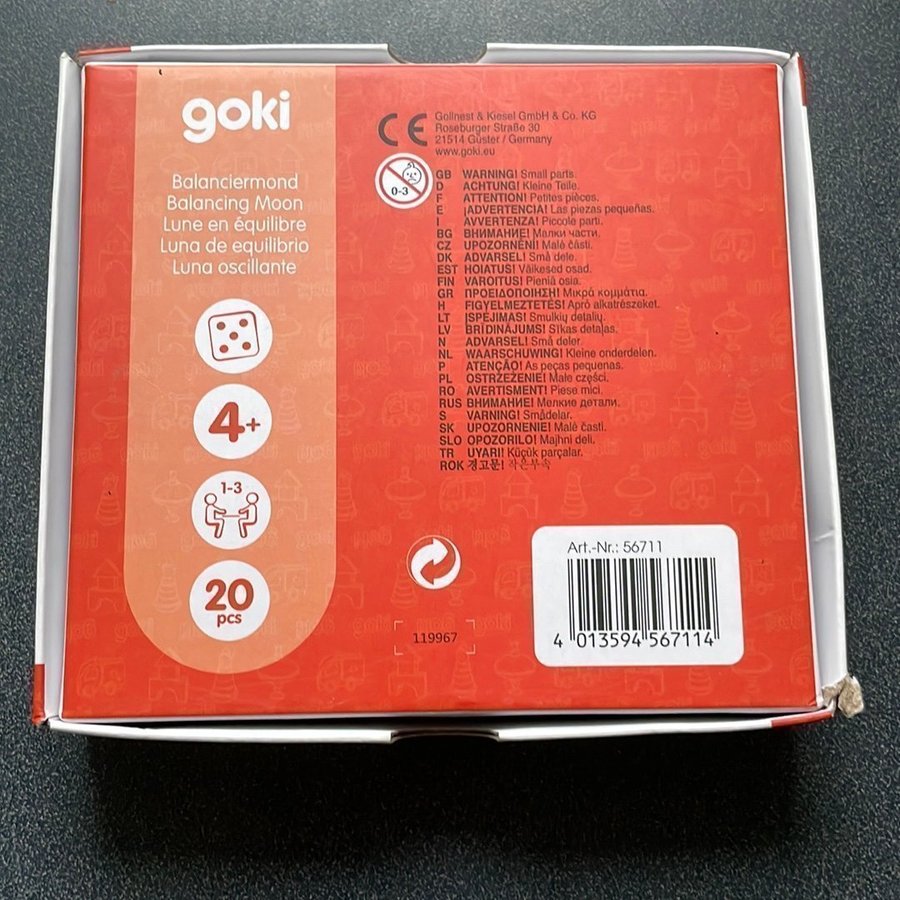 goki
Balanciermond
Balancing Moon
Lune en équilibre
Luna de equilibrio
Luna oscillante
4+
1-3
20
pcs
CE
Gollnest & Kiesel GmbH & Co. KG
Roseburger Straße 30
21514 Güster / Germany
www.goki.eu
0-3
GB WARNING! Small parts.
D ACHTUNG! Kleine Teile.
F ATTENTION! Petites pièces.
E ¡ADVERTENCIA! Las piezas pequeñas.
I AVVERTENZA! Piccole parti.
BG ВНИМАНИЕ! Малки части.
CZ UPOZORNĚNÍ! Malé části.
DK ADVARSEL! Små dele.
EST HOIATUS! Väikesed osad.
FIN VAROITUS! Pieniä osia.
GR ΠΡΟΕΙΔΟΠΟΙΗΣΗ! Μικρά κομμάτια.
H FIGYELMEZTETÉS! Apró alkatrészeket.
LT ĮSPĖJIMAS! Smulkių detalių.
LV BRĪDINĀJUMS! Sīkas detaļas.
N ADVARSEL! Små deler.
NL WAARSCHUWING! Kleine onderdelen.
P ATENÇÃO! As peças pequenas.
PL OSTRZEŻENIE! Małe części.
RO AVERTISMENT! Piese mici.
RUS ВНИМАНИЕ! Мелкие детали.
S VARNING! Smådelar.
SK UPOZORNENIE! Malé časti.
SLO OPOZORILO! Majhni deli.
TR UYARI! Küçük parçalar.
ROK 경고문! 작은부속
Art.-Nr.: 56711
4 013594 567114
119967